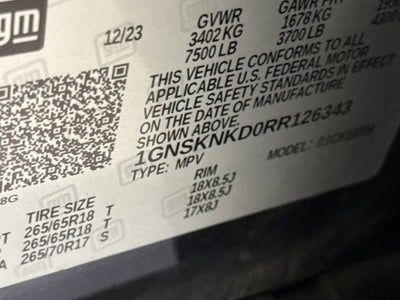 gm
12/23
GVWR
3402 KG
7500 LB
GAWR FRT
1678 KG
3700 LB
THIS VEHICLE CONFORMS TO ALL
APPLICABLE U.S. FEDERAL MOTOR
VEHICLE SAFETY STANDARDS IN EFFECT
ON THE DATE OF MANUFACTURE
SHOWN ABOVE.
1GNSKNKD0RR126343
TYPE: MPV
MODEL:
8G
TIRE SIZE
RIM
265/65R18 T 18X8.5J
265/65R18 T 18X8.5J
A 265/70R17 S 17X8J